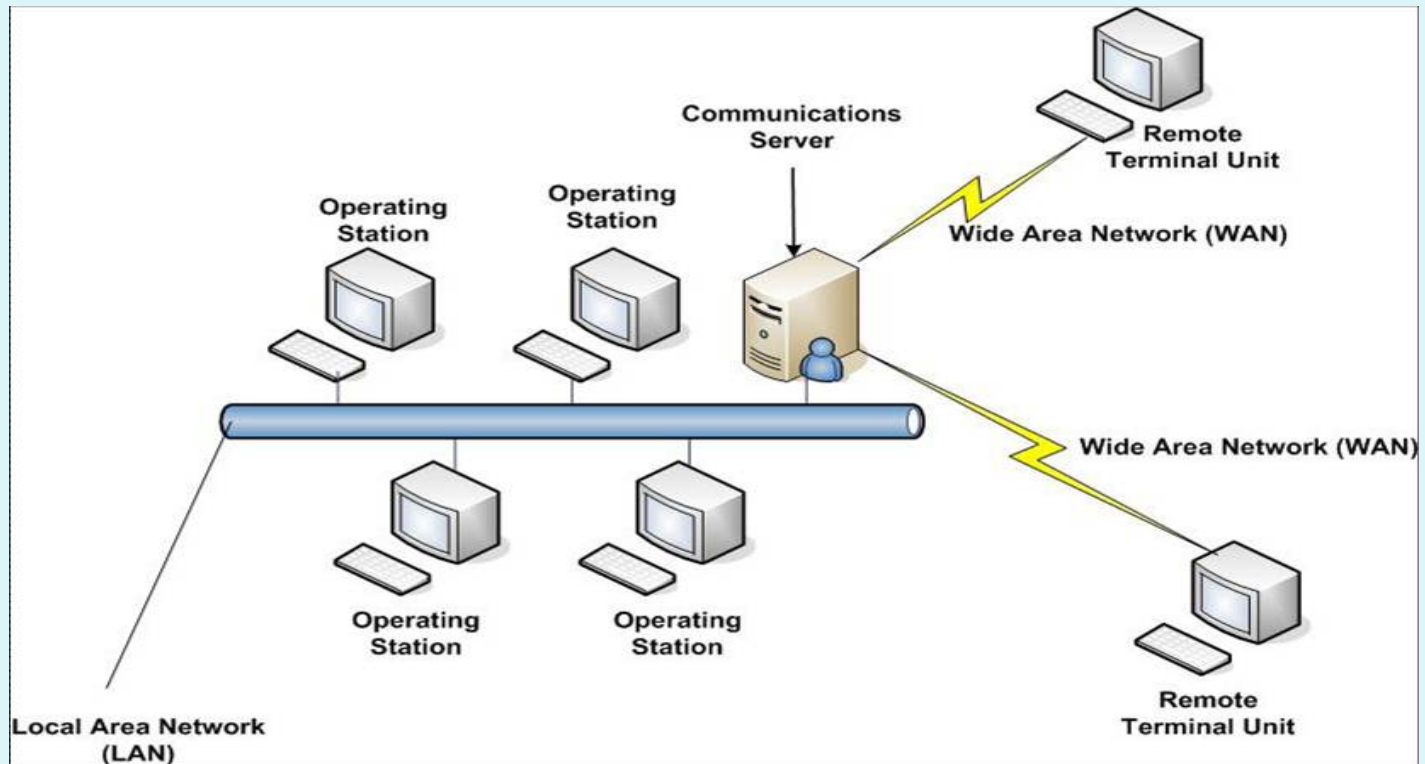 Communications
Server
Remote
Terminal Unit
Operating
Station
Operating
Station
Wide Area Network (WAN)
Wide Area Network (WAN)
Operating
Station
Operating
Station
Local Area Network
(LAN)
Remote
Terminal Unit